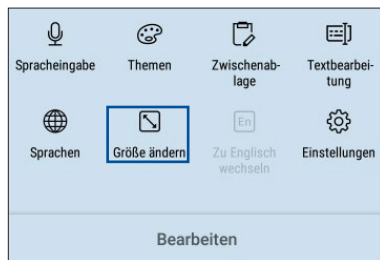 Spracheingabe
Themen
Zwischenab-
lage
Textbearbei-
tung
Sprachen
Größe ändern
En
Zu Englisch
wechseln
Einstellungen
Bearbeiten